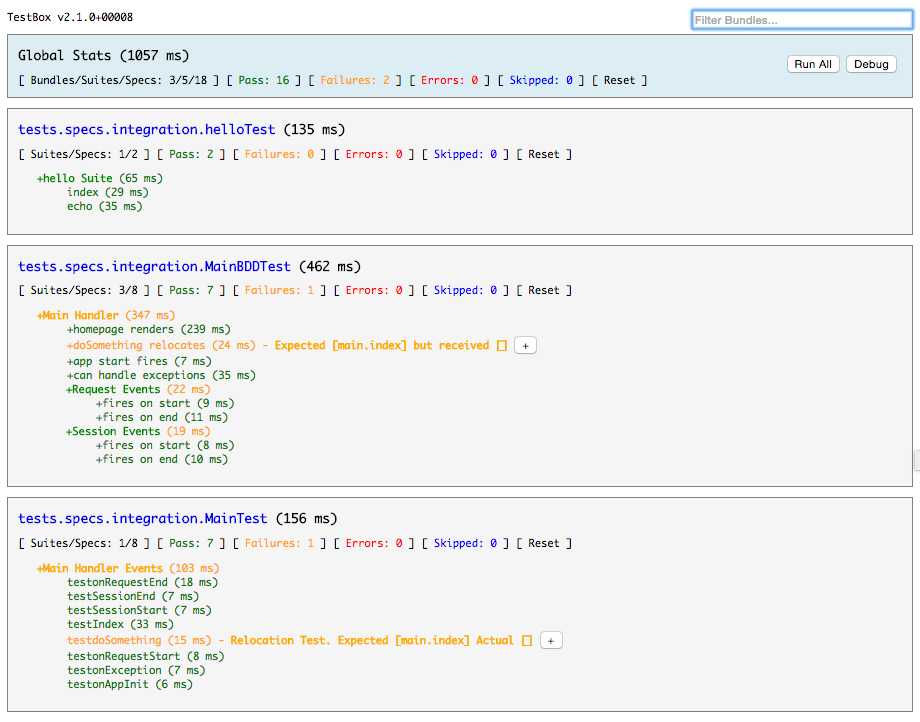 TestBox v2.1.0+00008
Filter Bundles...
Global Stats (1057 ms)
Run All Debug
[ Bundles/Suites/Specs: 3/5/18 ] [ Pass: 16 ] [ Failures: 2 ] [ Errors: 0 ] [ Skipped: 0 ] [ Reset ]
tests.specs.integration.helloTest (135 ms)
[ Suites/Specs: 1/2 ] [ Pass: 2 ] [ Failures: 0 ] [ Errors: 0 ] [ Skipped: 0 ] [ Reset ]
+hello Suite (65 ms)
index (29 ms)
echo (35 ms)
tests.specs.integration.MainBDDTest (462 ms)
[ Suites/Specs: 3/8 ] [ Pass: 7 ] [ Failures: 1 ] [ Errors: 0 ] [ Skipped: 0 ] [ Reset ]
+Main Handler (347 ms)
+homepage renders (239 ms)
+doSomething relocates (24 ms) - Expected [main.index] but received [] +
+app start fires (7 ms)
+can handle exceptions (35 ms)
+Request Events (22 ms)
+fires on start (9 ms)
+fires on end (11 ms)
+Session Events (19 ms)
+fires on start (8 ms)
+fires on end (10 ms)
tests.specs.integration.MainTest (156 ms)
[ Suites/Specs: 1/8 ] [ Pass: 7 ] [ Failures: 1 ] [ Errors: 0 ] [ Skipped: 0 ] [ Reset ]
+Main Handler Events (103 ms)
testonRequestEnd (18 ms)
testSessionEnd (7 ms)
testSessionStart (7 ms)
testIndex (33 ms)
testdoSomething (15 ms) - Relocation Test. Expected [main.index] Actual [] +
testonRequestStart (8 ms)
testonException (7 ms)
testonAppInit (6 ms)